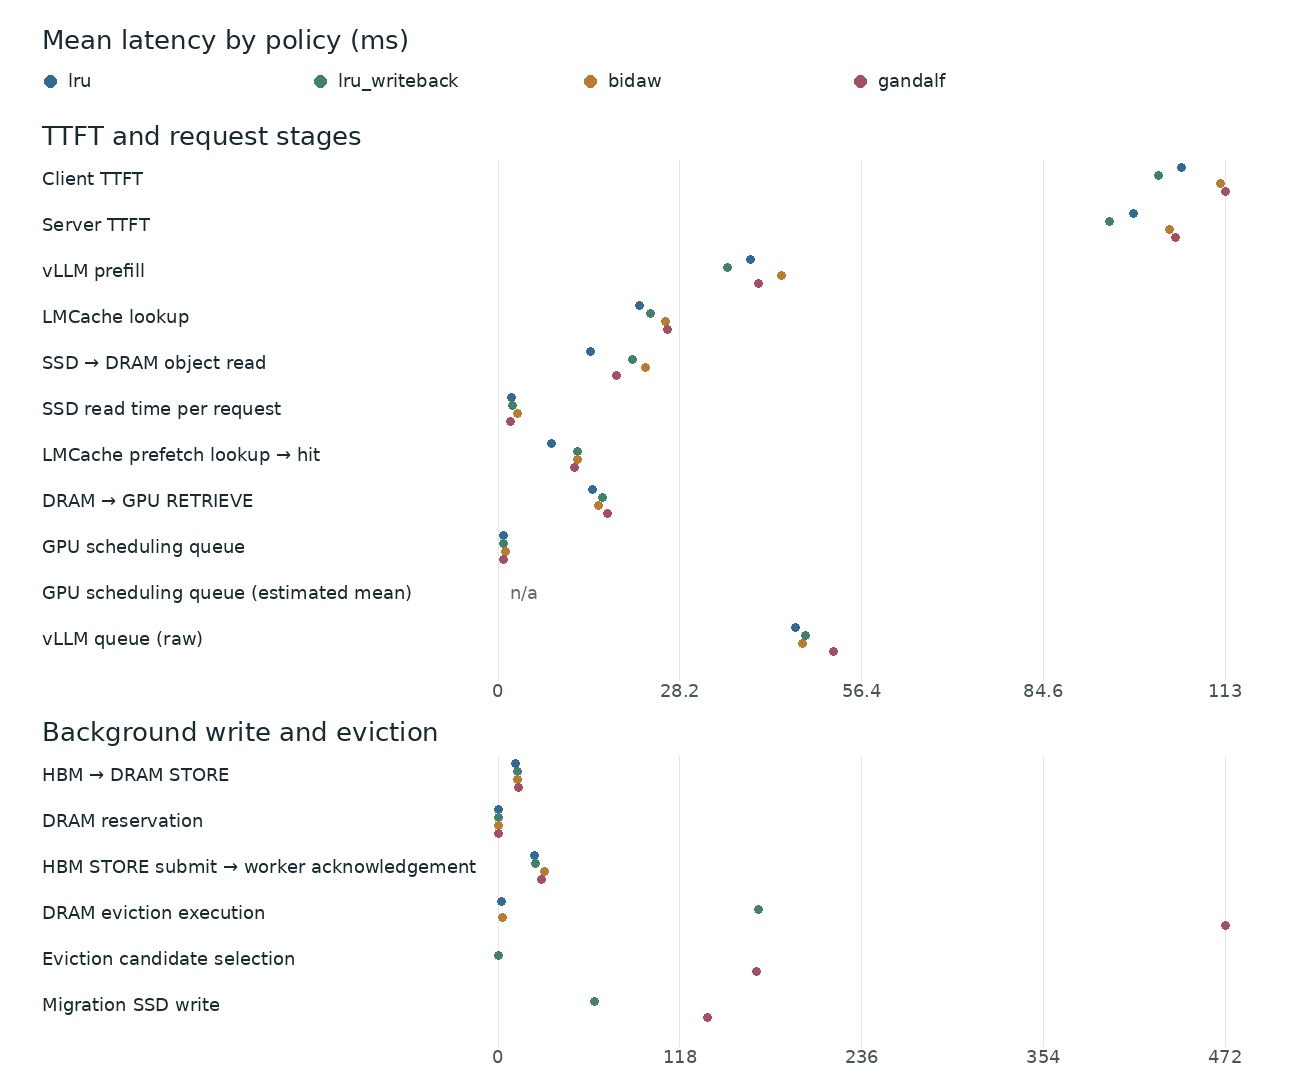 Mean latency by policy (ms)
lru lru_writeback bidaw gandalf
TTFT and request stages
Client TTFT
Server TTFT
vLLM prefill
LMCache lookup
SSD → DRAM object read
SSD read time per request
LMCache prefetch lookup → hit
DRAM → GPU RETRIEVE
GPU scheduling queue
GPU scheduling queue (estimated mean) n/a
vLLM queue (raw)
0 28.2 56.4 84.6 113
Background write and eviction
HBM → DRAM STORE
DRAM reservation
HBM STORE submit → worker acknowledgement
DRAM eviction execution
Eviction candidate selection
Migration SSD write
0 118 236 354 472